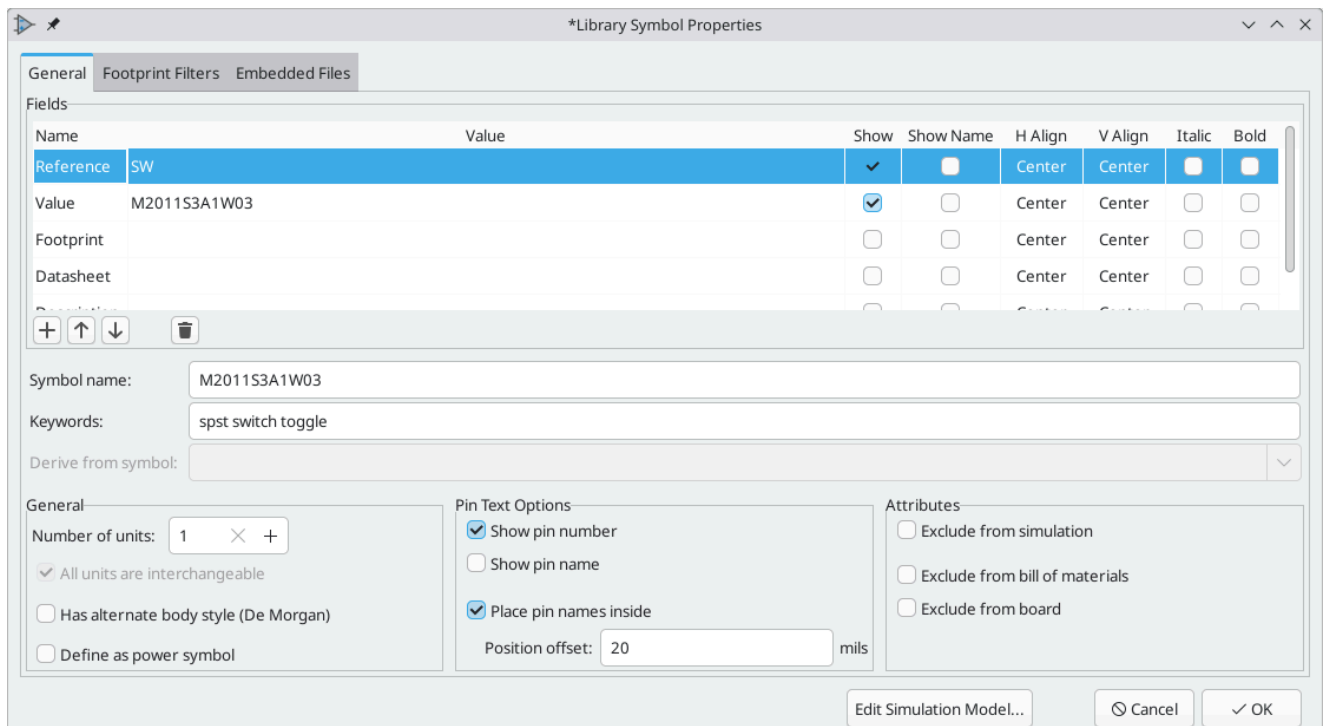 *Library Symbol Properties
General Footprint Filters Embedded Files
Fields
Name Value Show Show Name H Align V Align Italic Bold
Reference SW Center Center
Value M2011S3A1W03 Center Center
Footprint Center Center
Datasheet Center Center
Symbol name: M2011S3A1W03
Keywords: spst switch toggle
Derive from symbol:
General Pin Text Options Attributes
Number of units: 1
All units are interchangeable
Has alternate body style (De Morgan)
Define as power symbol
Show pin number
Show pin name
Place pin names inside
Position offset: 20 mils
Exclude from simulation
Exclude from bill of materials
Exclude from board
Edit Simulation Model... Cancel OK